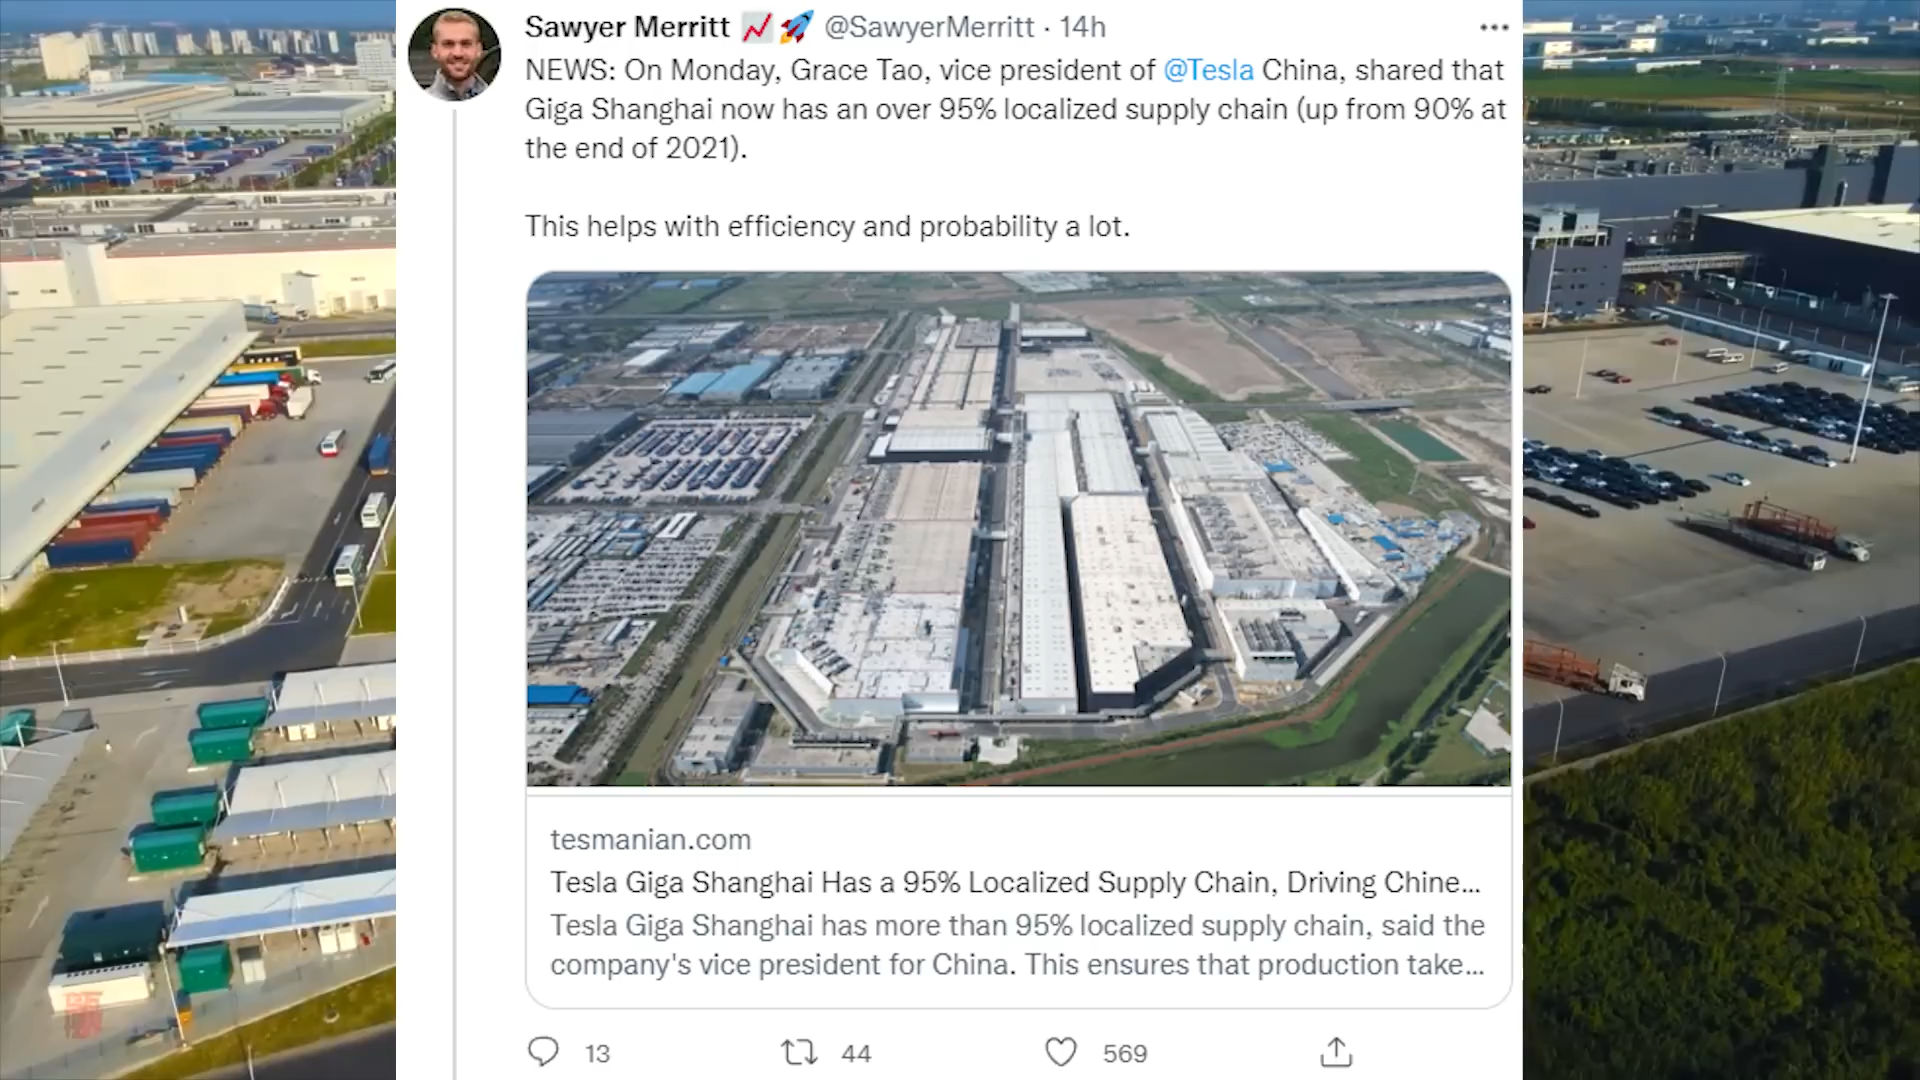 Sawyer Merritt 📈🚀 @SawyerMerritt · 14h
NEWS: On Monday, Grace Tao, vice president of @Tesla China, shared that
Giga Shanghai now has an over 95% localized supply chain (up from 90% at
the end of 2021).
This helps with efficiency and probability a lot.
tesmanian.com
Tesla Giga Shanghai Has a 95% Localized Supply Chain, Driving Chine...
Tesla Giga Shanghai has more than 95% localized supply chain, said the
company's vice president for China. This ensures that production take...
13
44
569